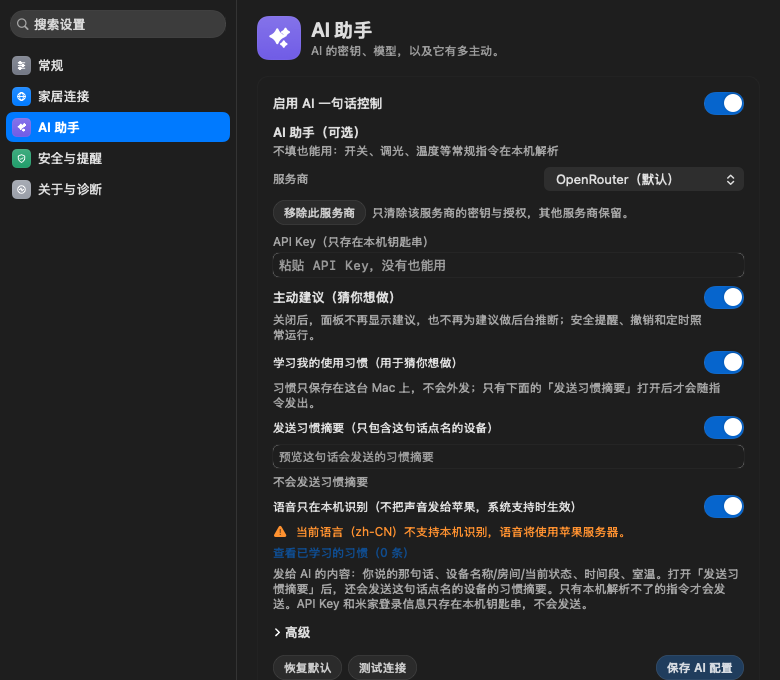 搜索设置
常规
家居连接
AI 助手
安全与提醒
关于与诊断
AI 助手
AI 的密钥、模型，以及它有多主动。
启用 AI 一句话控制
AI 助手（可选）
不填也能用：开关、调光、温度等常规指令在本机解析
服务商
OpenRouter（默认）
移除此服务商 只清除该服务商的密钥与授权，其他服务商保留。
API Key（只存在本机钥匙串）
粘贴 API Key，没有也能用
主动建议（猜你想做）
关闭后，面板不再显示建议，也不再为建议做后台推断；安全提醒、撤销和定时照
常运行。
学习我的使用习惯（用于猜你想做）
习惯只保存在这台 Mac 上，不会外发；只有下面的「发送习惯摘要」打开后才会随指
令发出。
发送习惯摘要（只包含这句话点名的设备）
预览这句话会发送的习惯摘要
不会发送习惯摘要
语音只在本机识别（不把声音发给苹果，系统支持时生效）
当前语言（zh-CN）不支持本机识别，语音将使用苹果服务器。
查看已学习的习惯（0 条）
发给 AI 的内容：你说的那句话、设备名称/房间/当前状态、时间段、室温。打开「发送习
惯摘要」后，还会发送这句话点名的设备的习惯摘要。只有本机解析不了的指令才会发
送。API Key 和米家登录信息只存在本机钥匙串，不会发送。
高级
恢复默认 测试连接 保存 AI 配置